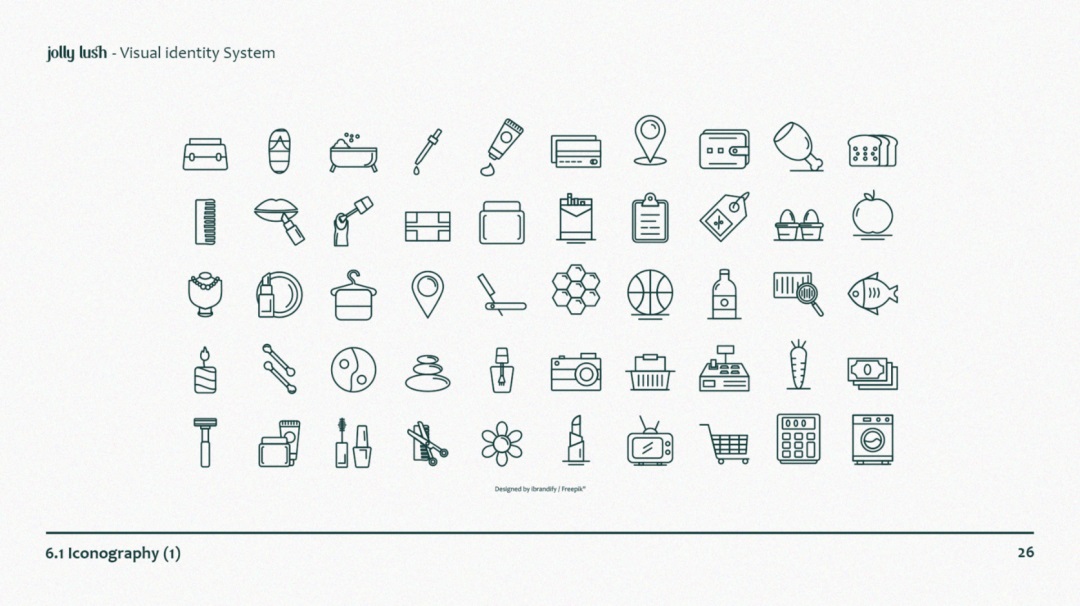 jolly lush - Visual identity System
Designed by Ibrandify / Freepik"
6.1 Iconography (1)
26